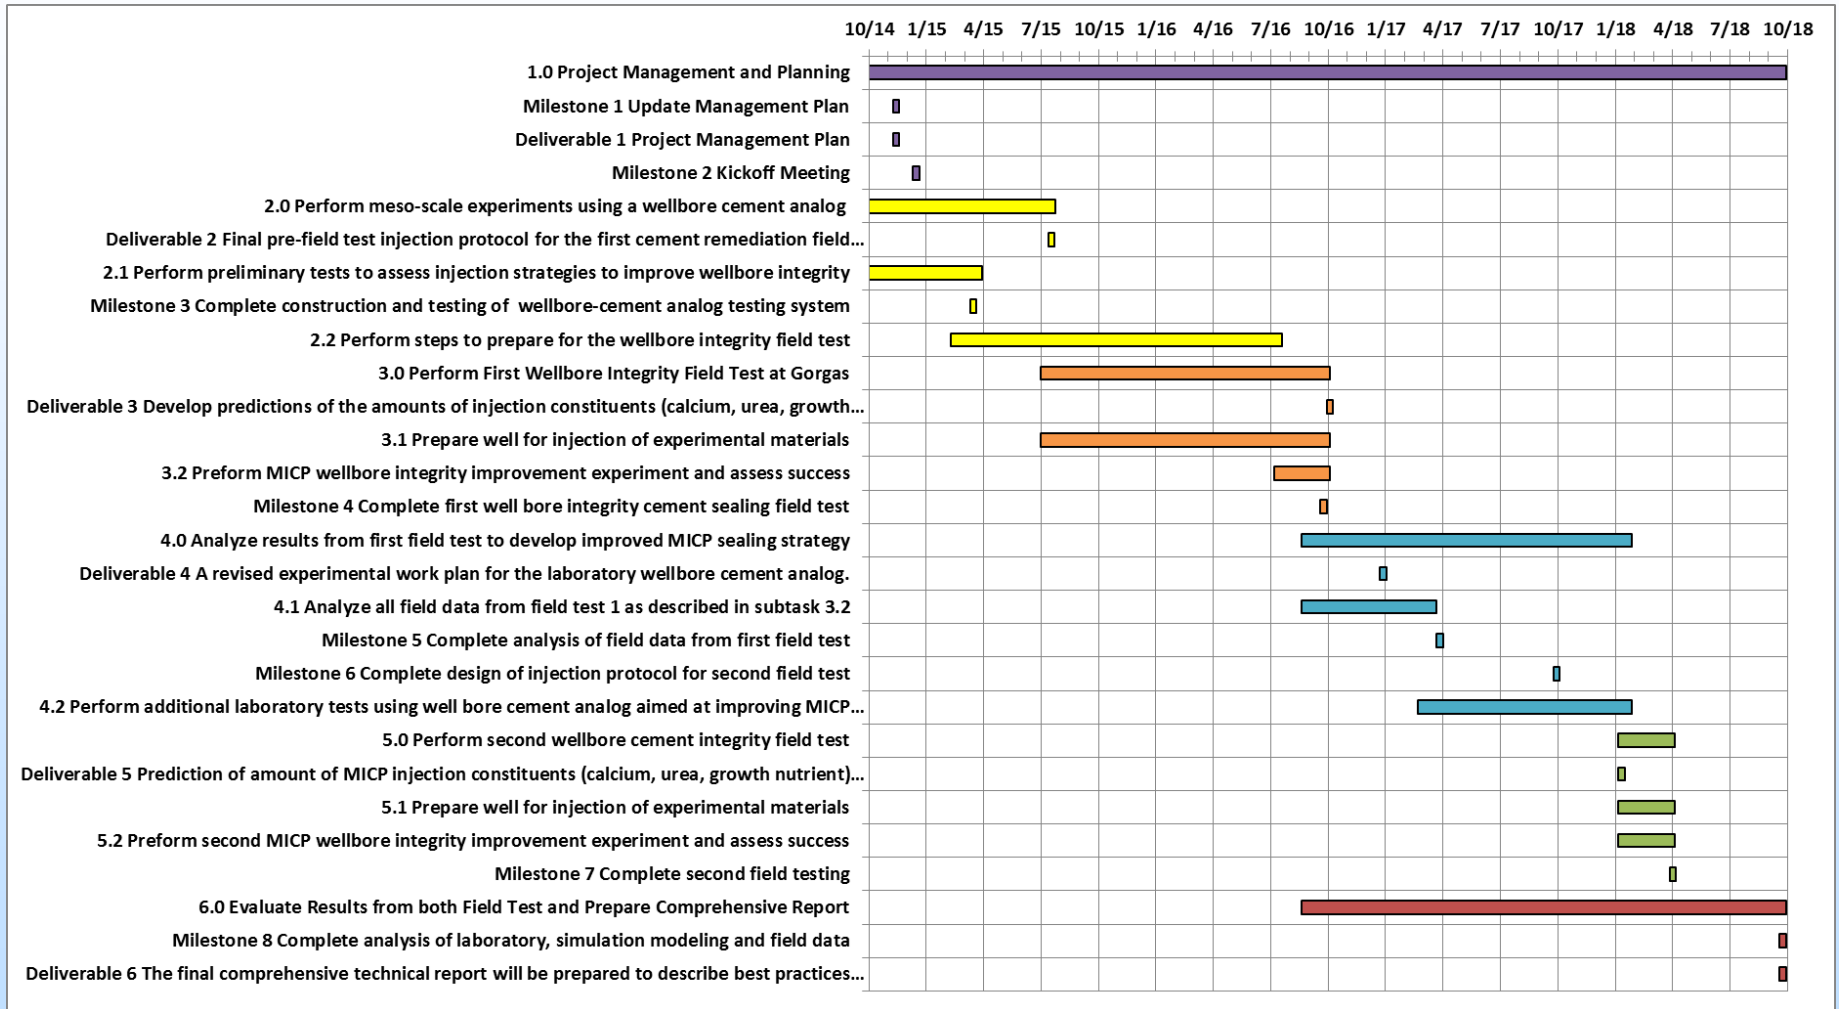 10/14 1/15 4/15 7/15 10/15 1/16 4/16 7/16 10/16 1/17 4/17 7/17 10/17 1/18 4/18 7/18 10/18
1.0 Project Management and Planning
Milestone 1 Update Management Plan
Deliverable 1 Project Management Plan
Milestone 2 Kickoff Meeting
2.0 Perform meso-scale experiments using a wellbore cement analog
Deliverable 2 Final pre-field test injection protocol for the first cement remediation field...
2.1 Perform preliminary tests to assess injection strategies to improve wellbore integrity
Milestone 3 Complete construction and testing of wellbore-cement analog testing system
2.2 Perform steps to prepare for the wellbore integrity field test
3.0 Perform First Wellbore Integrity Field Test at Gorgas
Deliverable 3 Develop predictions of the amounts of injection constituents (calcium, urea, growth...
3.1 Prepare well for injection of experimental materials
3.2 Preform MICP wellbore integrity improvement experiment and assess success
Milestone 4 Complete first well bore integrity cement sealing field test
4.0 Analyze results from first field test to develop improved MICP sealing strategy
Deliverable 4 A revised experimental work plan for the laboratory wellbore cement analog.
4.1 Analyze all field data from field test 1 as described in subtask 3.2
Milestone 5 Complete analysis of field data from first field test
Milestone 6 Complete design of injection protocol for second field test
4.2 Perform additional laboratory tests using well bore cement analog aimed at improving MICP...
5.0 Perform second wellbore cement integrity field test
Deliverable 5 Prediction of amount of MICP injection constituents (calcium, urea, growth nutrient)...
5.1 Prepare well for injection of experimental materials
5.2 Preform second MICP wellbore integrity improvement experiment and assess success
Milestone 7 Complete second field testing
6.0 Evaluate Results from both Field Test and Prepare Comprehensive Report
Milestone 8 Complete analysis of laboratory, simulation modeling and field data
Deliverable 6 The final comprehensive technical report will be prepared to describe best practices...